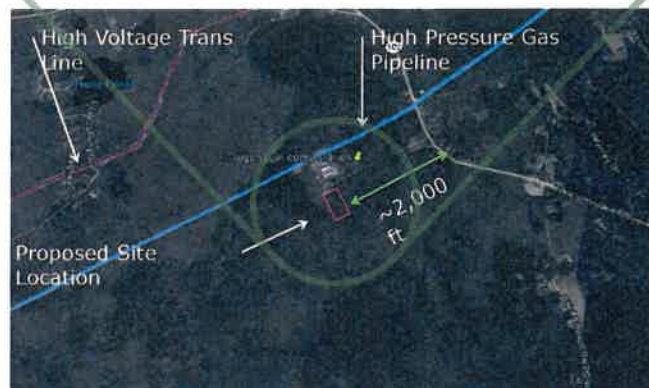 High Voltage Trans
Line
High Pressure Gas
Pipeline
~2,000
ft
Proposed Site
Location